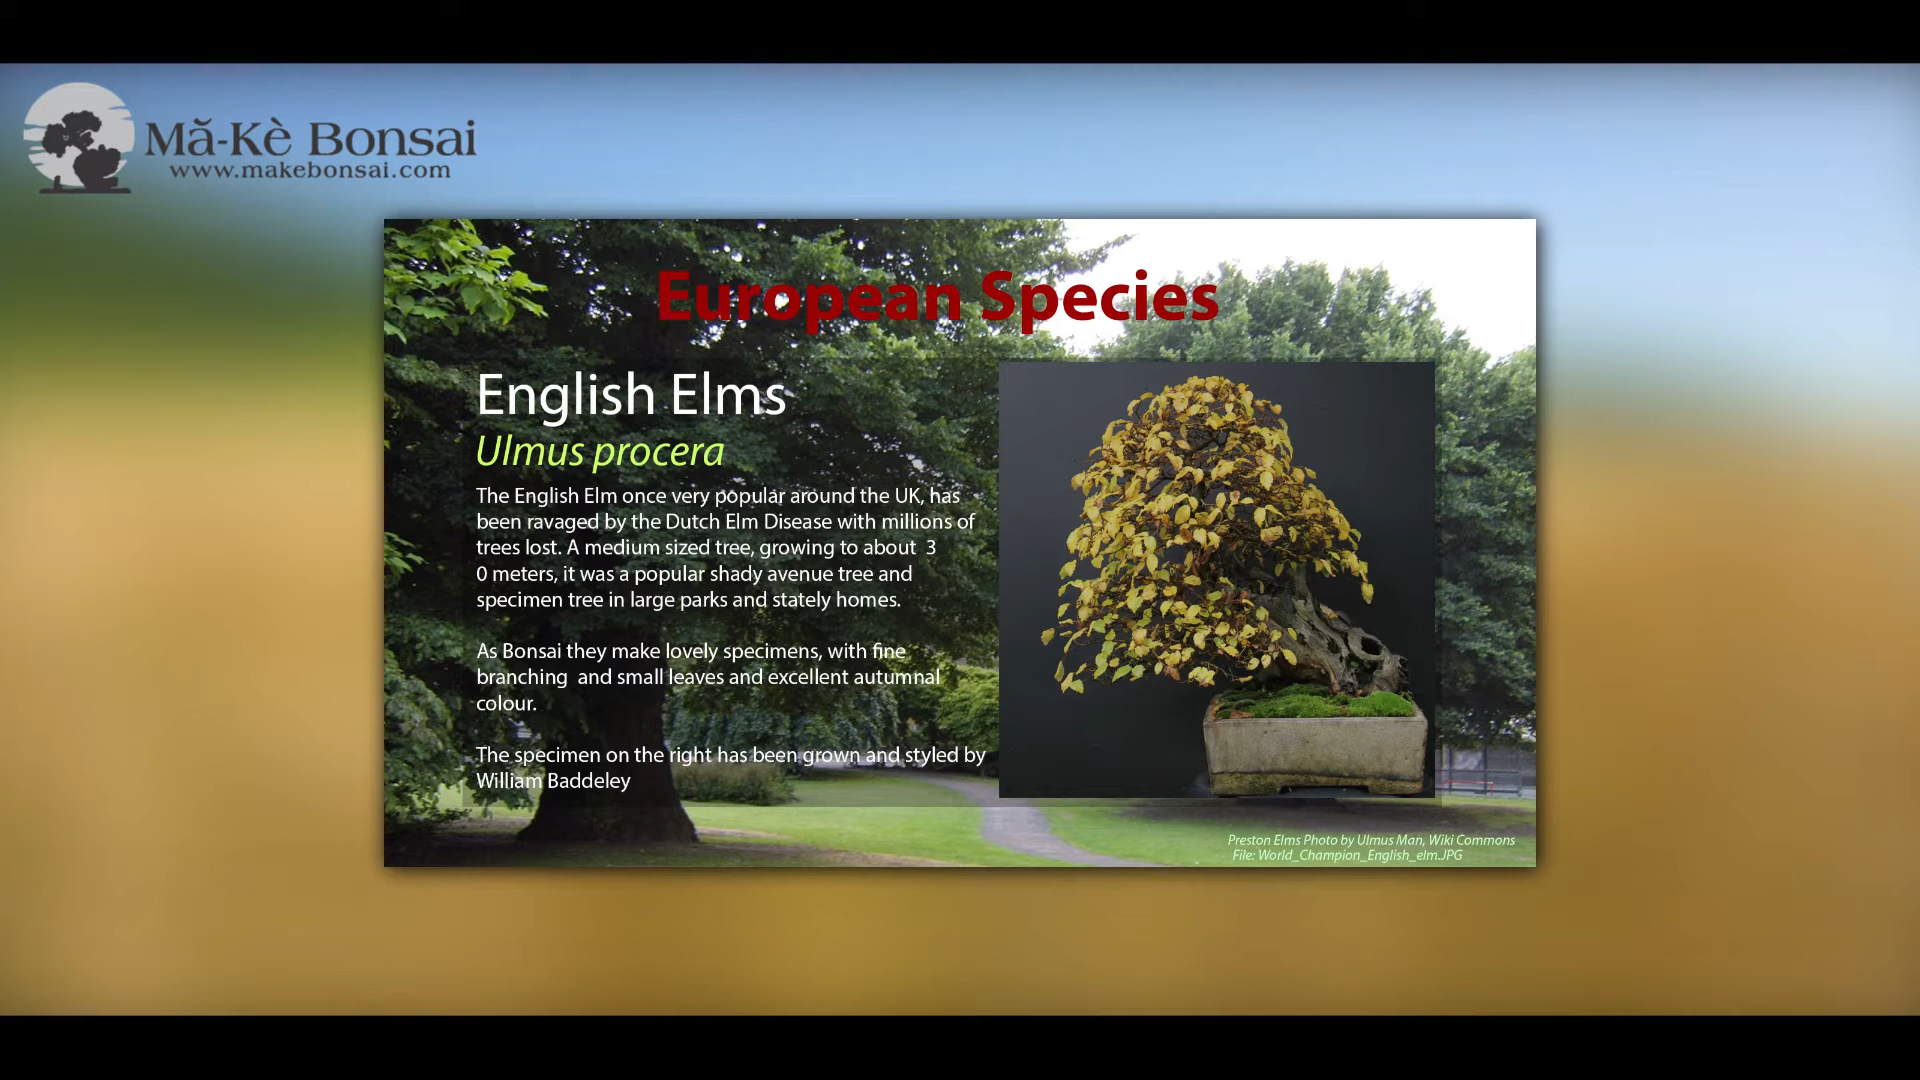 Mă-Kè Bonsai
www.makebonsai.com
European Species
English Elms
Ulmus procera
The English Elm once very popular around the UK, has
been ravaged by the Dutch Elm Disease with millions of
trees lost. A medium sized tree, growing to about  3
0 meters, it was a popular shady avenue tree and
specimen tree in large parks and stately homes.
As Bonsai they make lovely specimens, with fine
branching  and small leaves and excellent autumnal
colour.
The specimen on the right has been grown and styled by
William Baddeley
Preston Elms Photo by Ulmus Man, Wiki Commons
File: World_Champion_English_elm.JPG